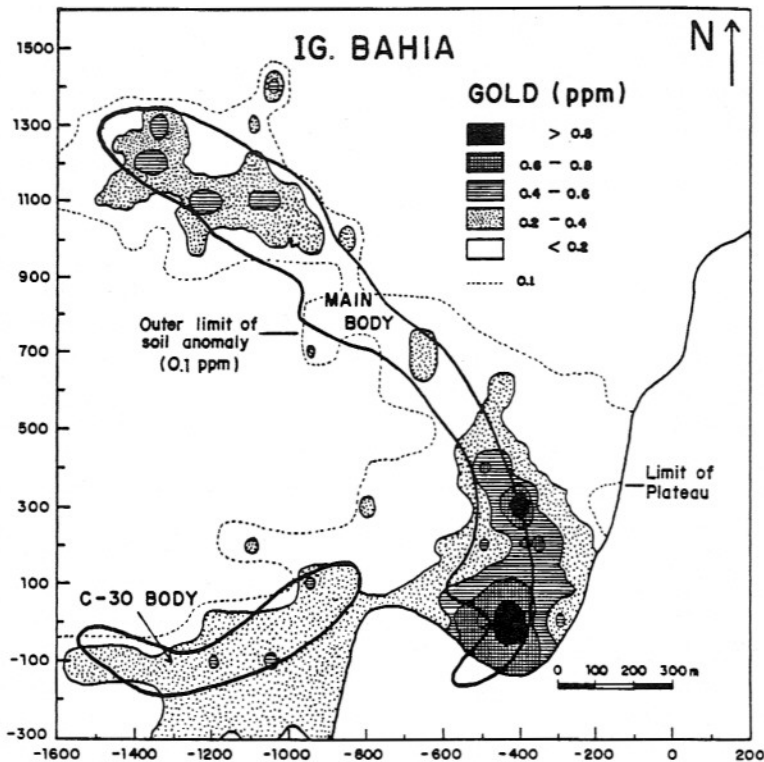 IG. BAHIA
N
GOLD (ppm)
> 0.8
0.6 - 0.8
0.4 - 0.6
0.2 - 0.4
< 0.2
0.1
MAIN
BODY
Outer limit of
soil anomaly
(0.1 ppm)
Limit of
Plateau
C-30 BODY
0 100 200 300m
1500
1300
1100
900
700
500
300
100
-100
-300
-1600 -1400 -1200 -1000 -800 -600 -400 -200 0 200